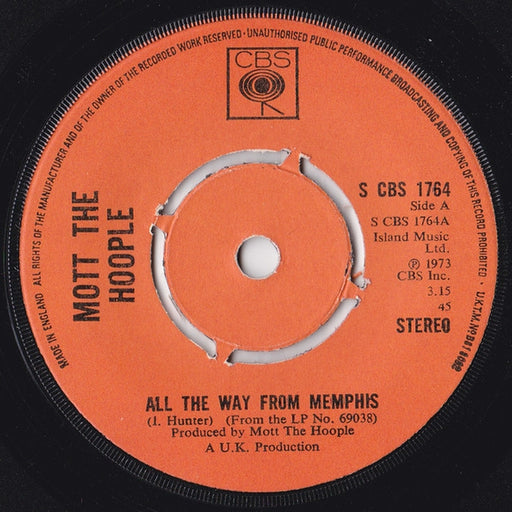 ALL RIGHTS OF THE MANUFACTURER AND OF THE OWNER OF THE RECORDED WORK RESERVED · UNAUTHORISED PUBLIC PERFORMANCE BROADCASTING AND COPYING OF THIS RECORD PROHIBITED ·
MADE IN ENGLAND
CBS
MOTT THE
HOOPLE
S CBS 1764
Side A
S CBS 1764A
Island Music
Ltd.
℗ 1973
CBS Inc.
3.15
45
STEREO
ALL THE WAY FROM MEMPHIS
(I. Hunter) (From the LP No. 69038)
Produced by Mott The Hoople
A U.K. Production